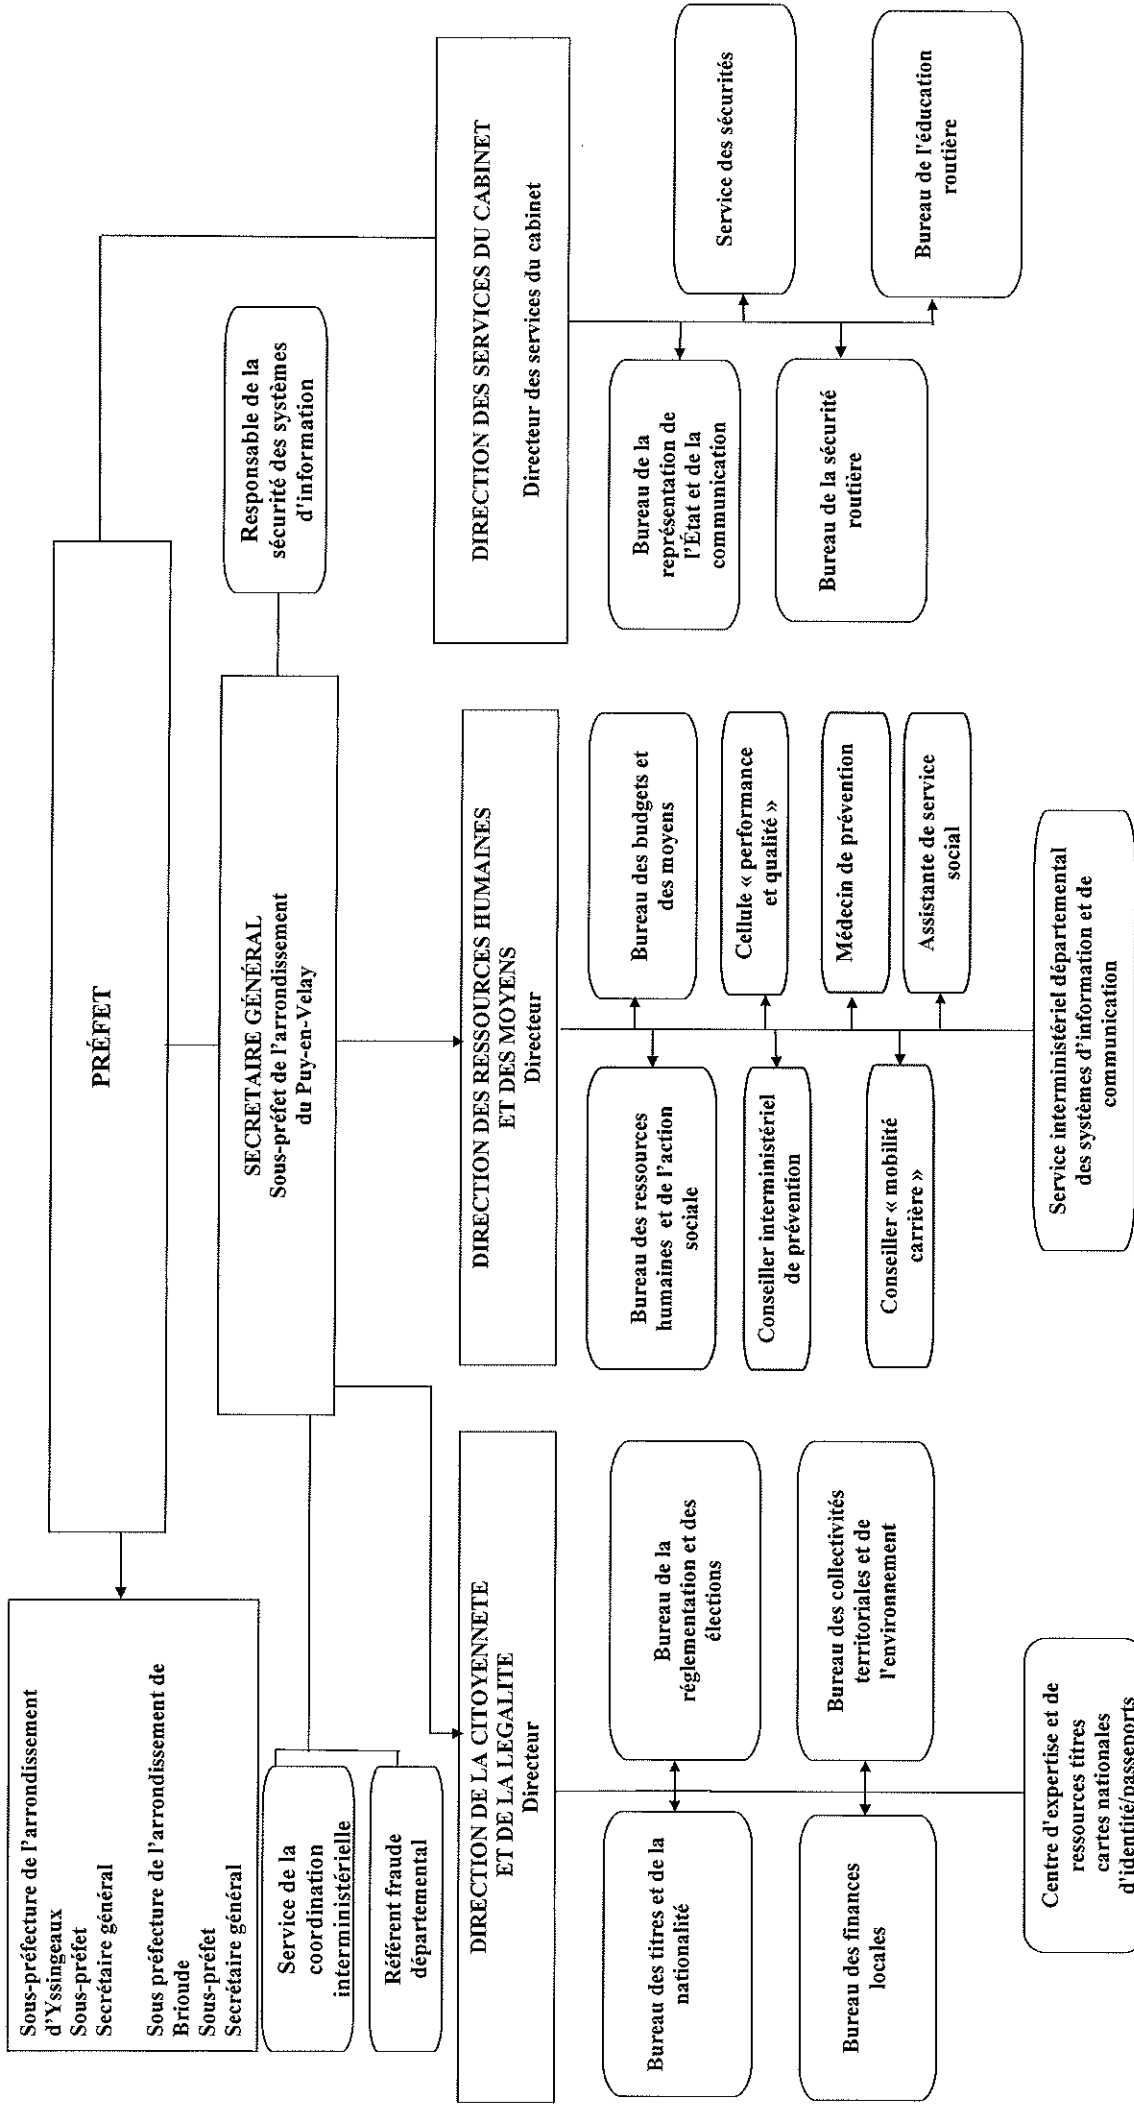 PRÉFET
Sous-préfecture de l'arrondissement
d'Yssingeaux
Sous-préfet
Secrétaire général
Sous préfecture de l'arrondissement de
Brioude
Sous-préfet
Secrétaire général
SECRETAIRE GÉNÉRAL
Sous-préfet de l'arrondissement
du Puy-en-Velay
Responsable de la
sécurité des systèmes
d'information
Service de la
coordination
interministérielle
Référent fraude
départemental
DIRECTION DE LA CITOYENNETE
ET DE LA LEGALITE
Directeur
Bureau des titres et de la
nationalité
Bureau de la
réglementation et des
élections
Bureau des finances
locales
Bureau des collectivités
territoriales et de
l'environnement
Centre d'expertise et de
ressources titres
cartes nationales
d'identité/passeports
DIRECTION DES RESSOURCES HUMAINES
ET DES MOYENS
Directeur
Bureau des ressources
humaines et de l'action
sociale
Bureau des budgets et
des moyens
Conseiller interministériel
de prévention
Cellule « performance
et qualité »
Médecin de prévention
Conseiller « mobilité
carrière »
Assistante de service
social
Service interministériel départemental
des systèmes d'information et de
communication
DIRECTION DES SERVICES DU CABINET
Directeur des services du cabinet
Bureau de la
représentation de
l'État et de la
communication
Service des sécurités
Bureau de la sécurité
routière
Bureau de l'éducation
routière